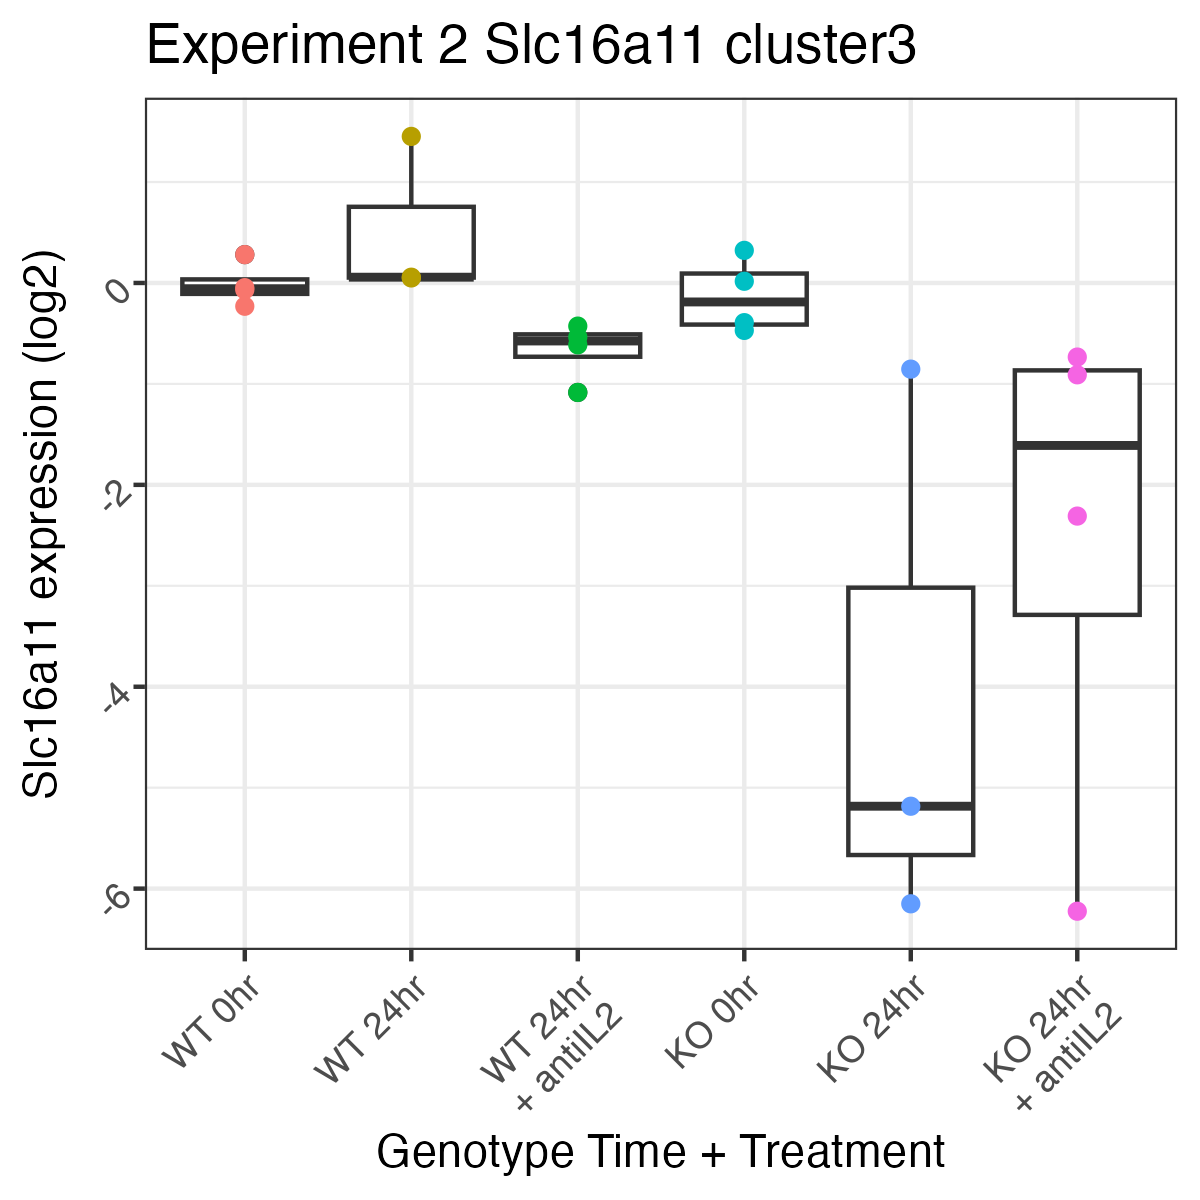 Experiment 2 Slc16a11 cluster3
Slc16a11 expression (log2)
0
-2
-4
-6
WT 0hr
WT 24hr
WT 24hr
+ antiIL2
KO 0hr
KO 24hr
KO 24hr
+ antiIL2
Genotype Time + Treatment